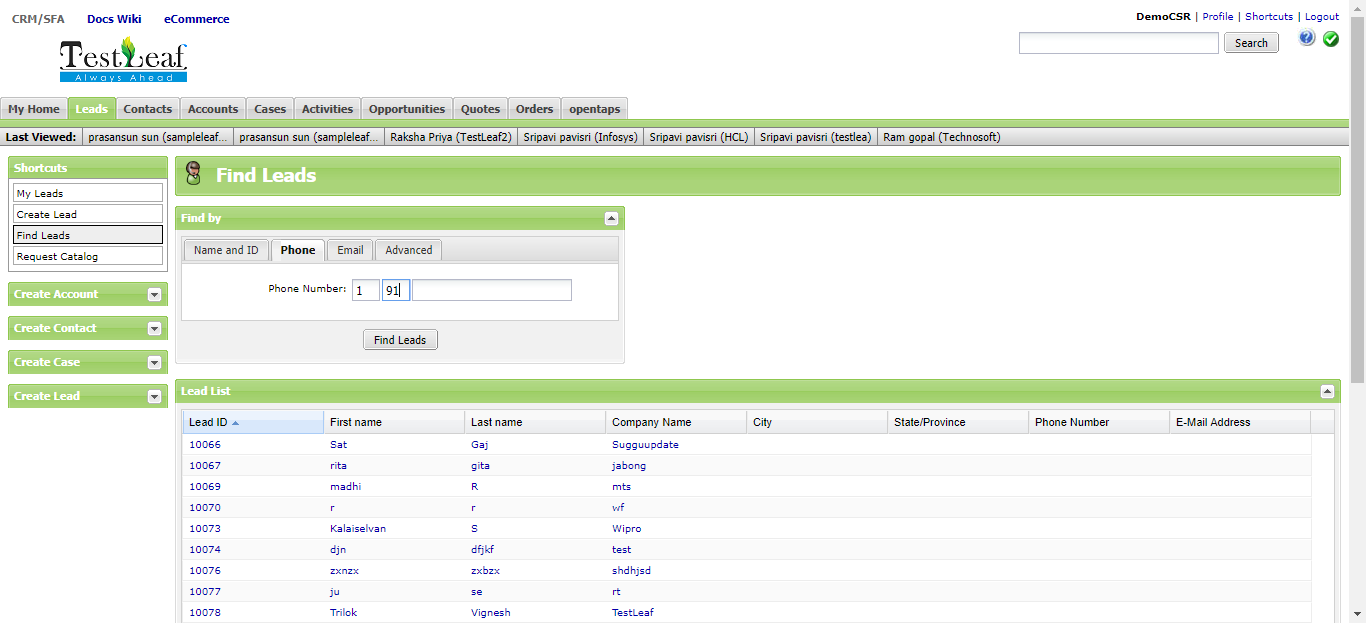 CRM/SFA Docs Wiki eCommerce
DemoCSR | Profile | Shortcuts | Logout
Search
TestLeaf
Always Ahead
My Home Leads Contacts Accounts Cases Activities Opportunities Quotes Orders opentaps
Last Viewed: prasansun sun (sampleleaf... prasansun sun (sampleleaf... Raksha Priya (TestLeaf2) Sripavi pavisri (Infosys) Sripavi pavisri (HCL) Sripavi pavisri (testlea) Ram gopal (Technosoft)
Shortcuts
My Leads
Create Lead
Find Leads
Request Catalog
Create Account
Create Contact
Create Case
Create Lead
Find Leads
Find by
Name and ID Phone Email Advanced
Phone Number: 1 91
Find Leads
Lead List
Lead ID First name Last name Company Name City State/Province Phone Number E-Mail Address
10066 Sat Gaj Sugguupdate
10067 rita gita jabong
10069 madhi R mts
10070 r r wf
10073 Kalaiselvan S Wipro
10074 djn dfjkf test
10076 zxnzx zxbzx shdhjsd
10077 ju se rt
10078 Trilok Vignesh TestLeaf